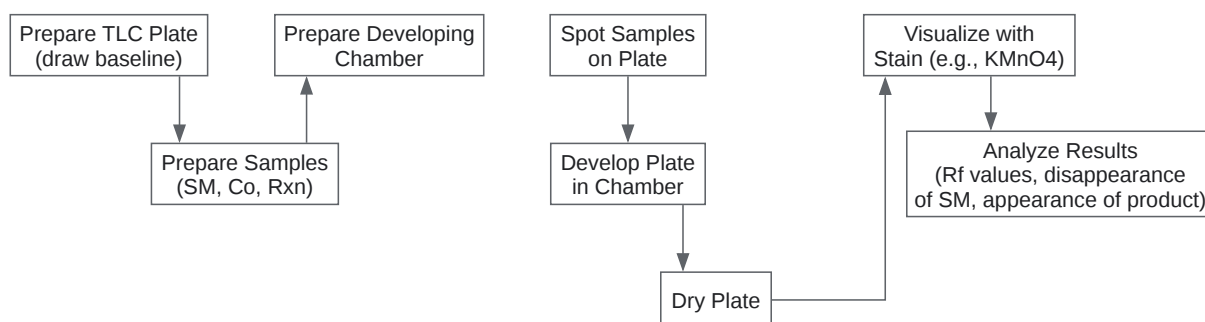 Prepare TLC Plate
(draw baseline)
Prepare Samples
(SM, Co, Rxn)
Prepare Developing
Chamber
Spot Samples
on Plate
Develop Plate
in Chamber
Dry Plate
Visualize with
Stain (e.g., KMnO4)
Analyze Results
(Rf values, disappearance
of SM, appearance of product)